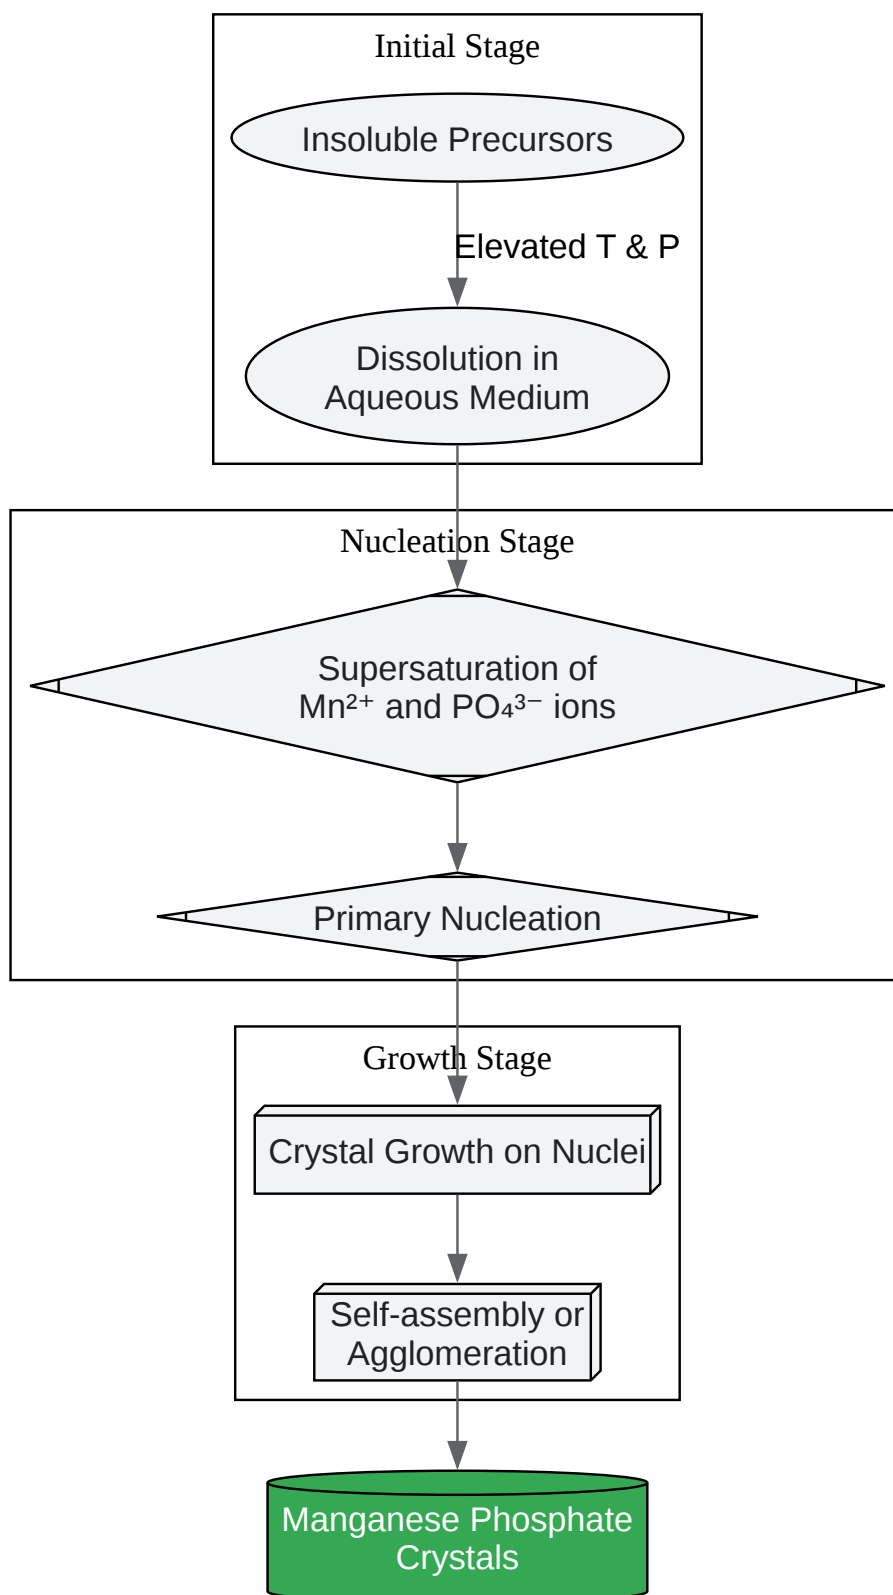 Initial Stage
Insoluble Precursors
Elevated T & P
Dissolution in
Aqueous Medium
Nucleation Stage
Supersaturation of
Mn²⁺ and PO₄³⁻ ions
Primary Nucleation
Growth Stage
Crystal Growth on Nuclei
Self-assembly or
Agglomeration
Manganese Phosphate
Crystals